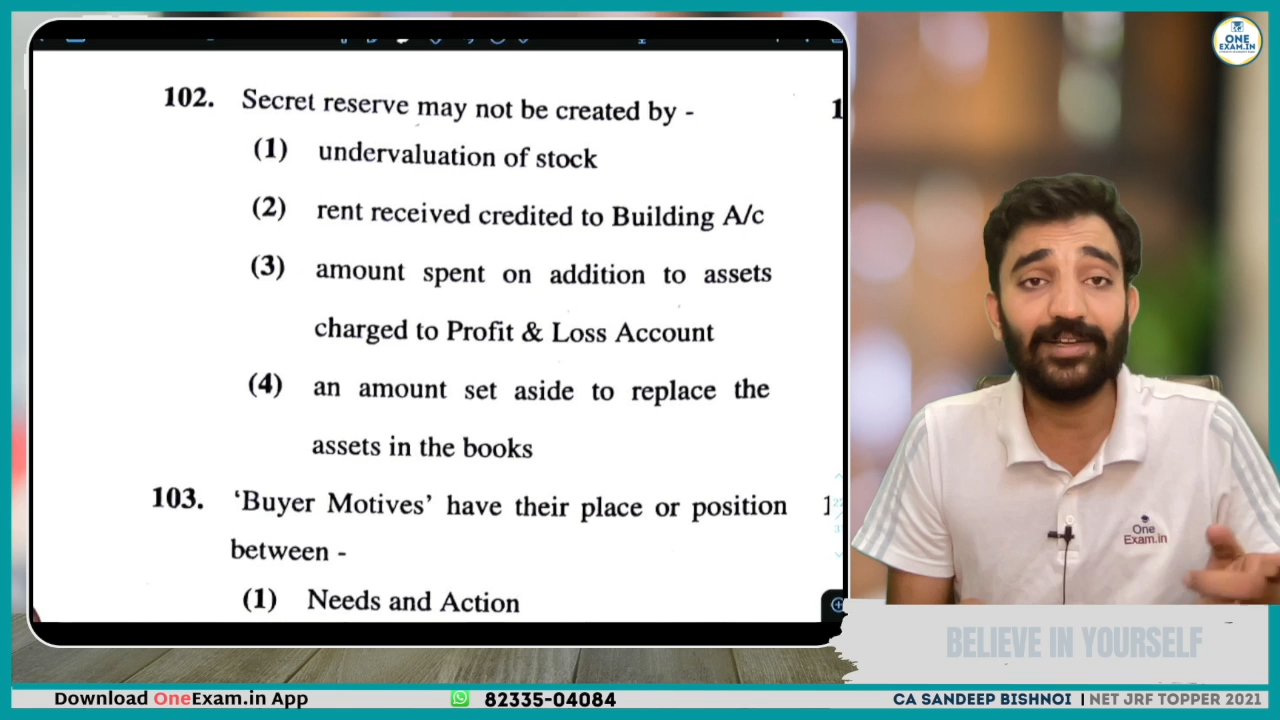 ONE
EXAM.IN
102. Secret reserve may not be created by - 1
(1) undervaluation of stock
(2) rent received credited to Building A/c
(3) amount spent on addition to assets
charged to Profit & Loss Account
(4) an amount set aside to replace the
assets in the books
103. 'Buyer Motives' have their place or position 1
between -
(1) Needs and Action
One
Exam.in
BELIEVE IN YOURSELF
Download OneExam.in App 82335-04084 CA SANDEEP BISHNOI | NET JRF TOPPER 2021